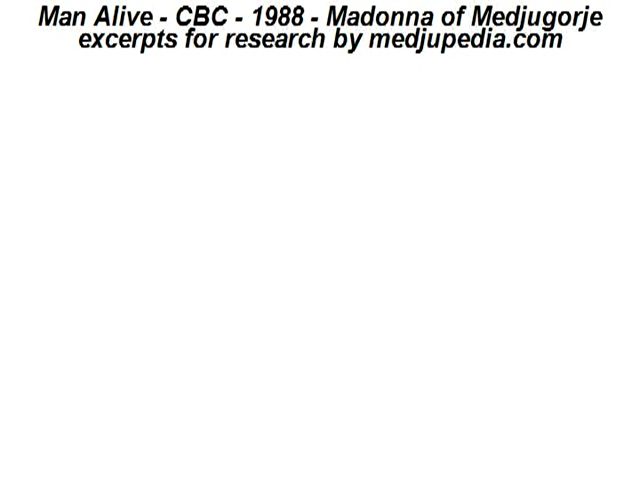 Man Alive - CBC - 1988 - Madonna of Medjugorje
excerpts for research by medjupedia.com